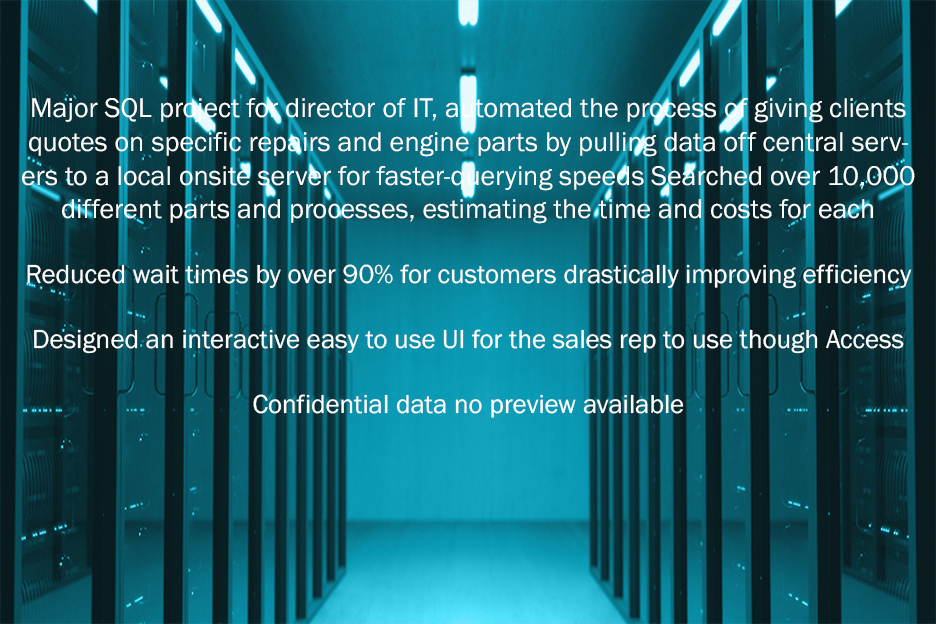 Major SQL project for director of IT, automated the process of giving clients
quotes on specific repairs and engine parts by pulling data off central serv-
ers to a local onsite server for faster-querying speeds Searched over 10,000
different parts and processes, estimating the time and costs for each
Reduced wait times by over 90% for customers drastically improving efficiency
Designed an interactive easy to use UI for the sales rep to use though Access
Confidential data no preview available